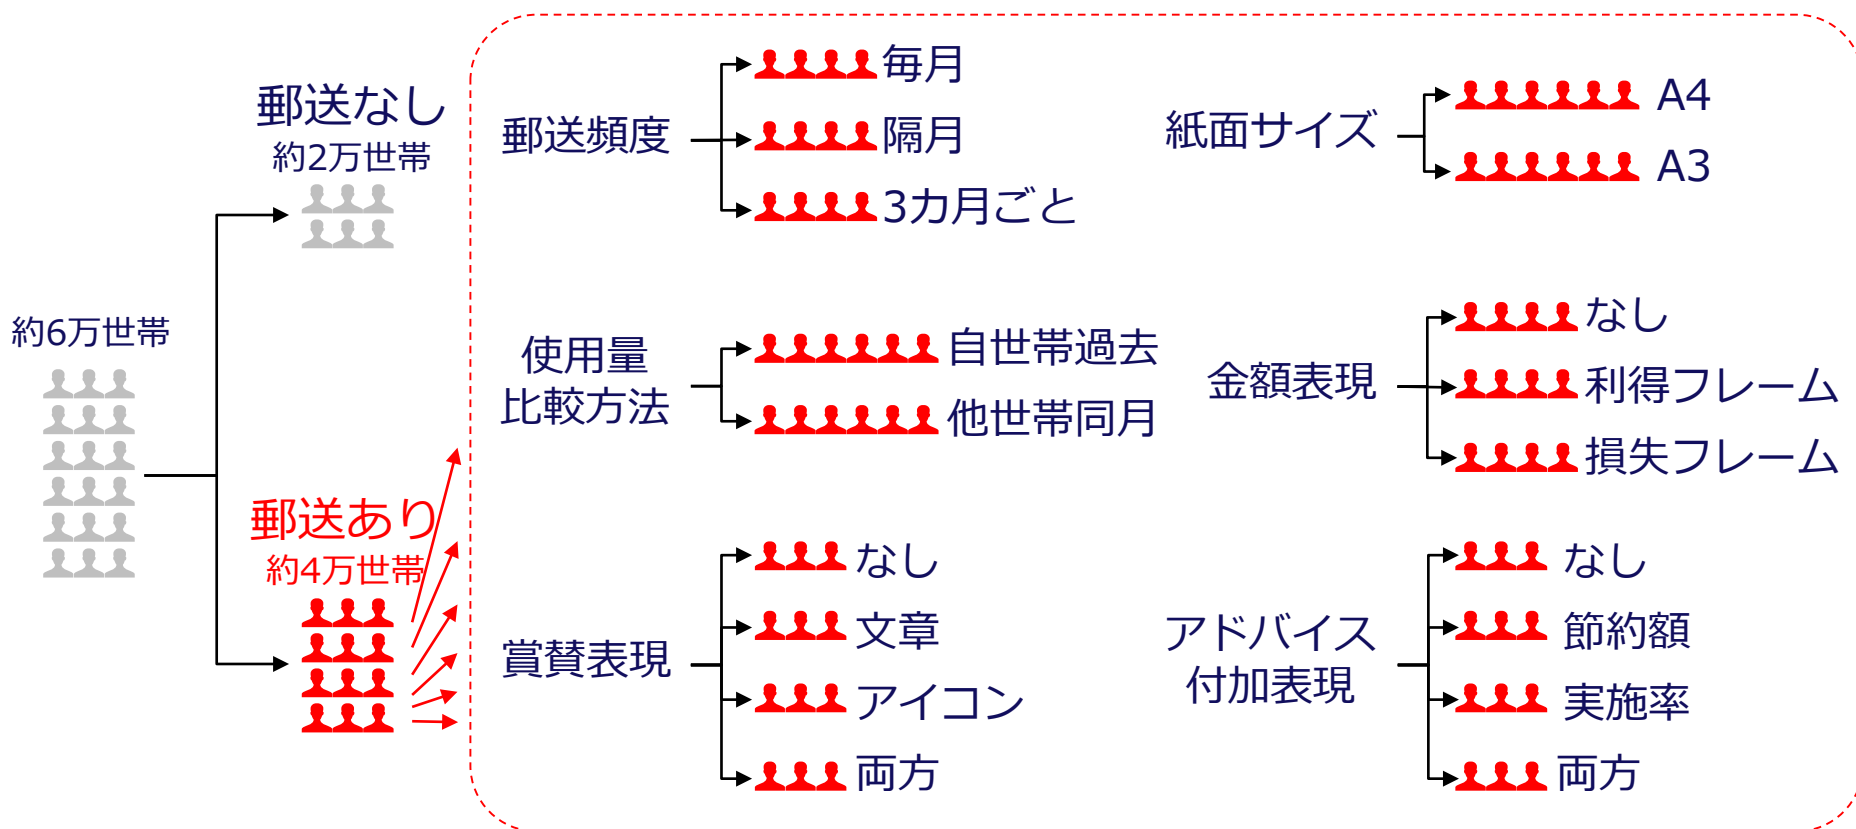 約6万世帯
郵送なし
約2万世帯
郵送あり
約4万世帯
郵送頻度
毎月
隔月
3カ月ごと
紙面サイズ
A4
A3
使用量
比較方法
自世帯過去
他世帯同月
金額表現
なし
利得フレーム
損失フレーム
賞賛表現
なし
文章
アイコン
両方
アドバイス
付加表現
なし
節約額
実施率
両方